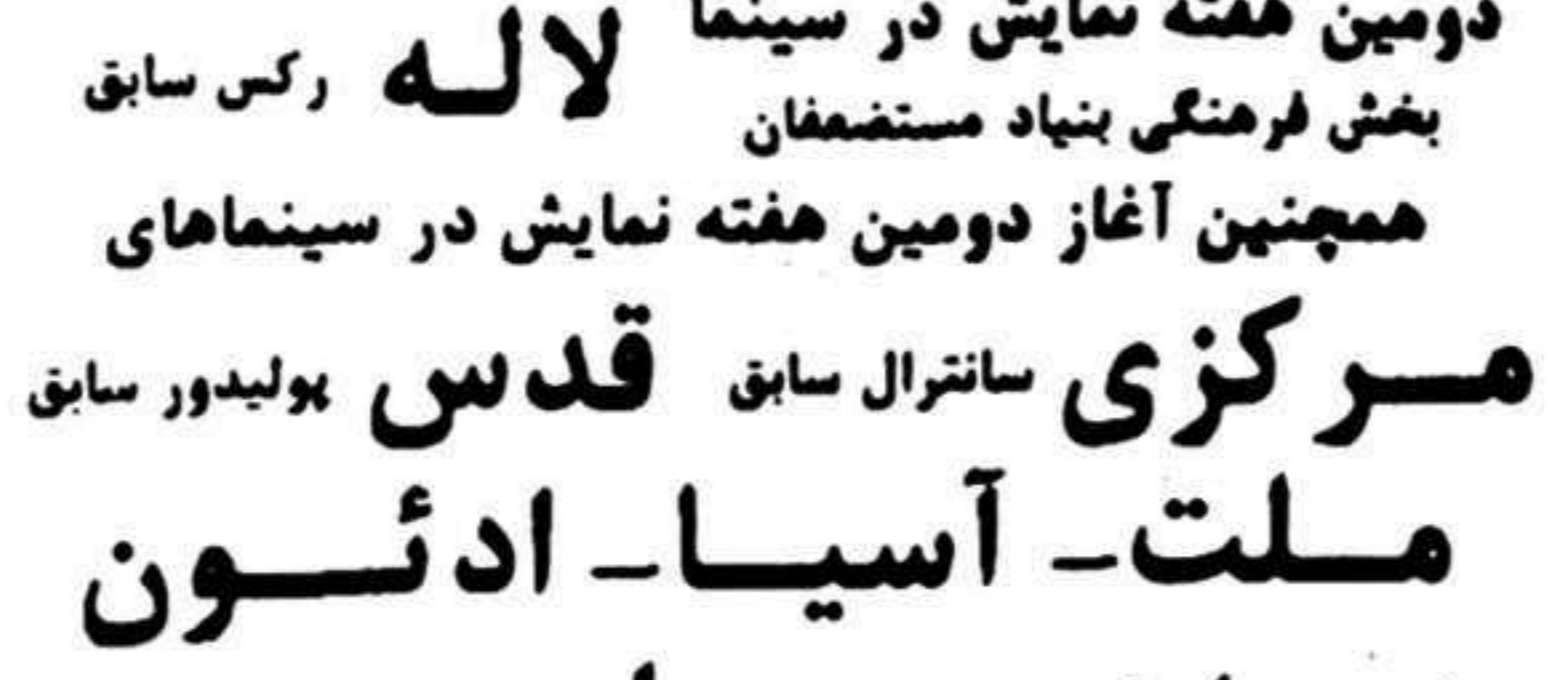 دومین هفته نمایش در سینما
لاله رکس سابق
بخش فرهنگی بنیاد مستضعفان
همچنین آغاز دومین هفته نمایش در سینماهای
مرکزی سانترال سابق قدس پولیدور سابق
ملت - آسیا - ادئون